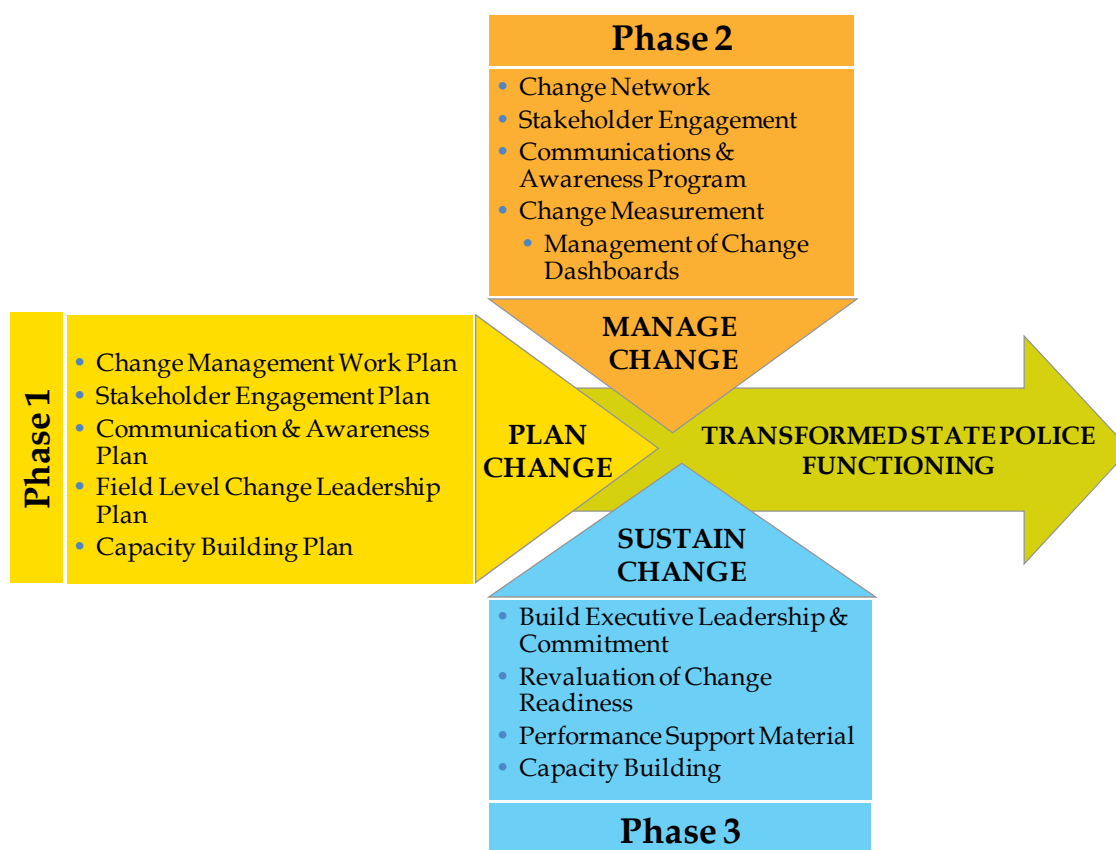 Phase 2
• Change Network
• Stakeholder Engagement
• Communications &
Awareness Program
• Change Measurement
• Management of Change
Dashboards
MANAGE
CHANGE
Phase 1
• Change Management Work Plan
• Stakeholder Engagement Plan
• Communication & Awareness
Plan
• Field Level Change Leadership
Plan
• Capacity Building Plan
PLAN
CHANGE
TRANSFORMED STATE POLICE
FUNCTIONING
SUSTAIN
CHANGE
• Build Executive Leadership &
Commitment
• Revaluation of Change
Readiness
• Performance Support Material
• Capacity Building
Phase 3